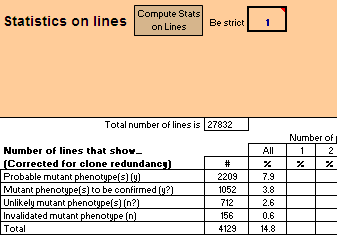 Statistics on lines
Compute Stats on Lines
Be strict 1
Total number of lines is 27832
Number of
Number of lines that show... All 1 2
(Corrected for clone redundancy) # % % %
Probable mutant phenotype(s) (y) 2209 7.9
Mutant phenotype(s) to be confirmed (y?) 1052 3.8
Unlikely mutant phenotype(s) (n?) 712 2.6
Invalidated mutant phenotype (n) 156 0.6
Total 4129 14.8